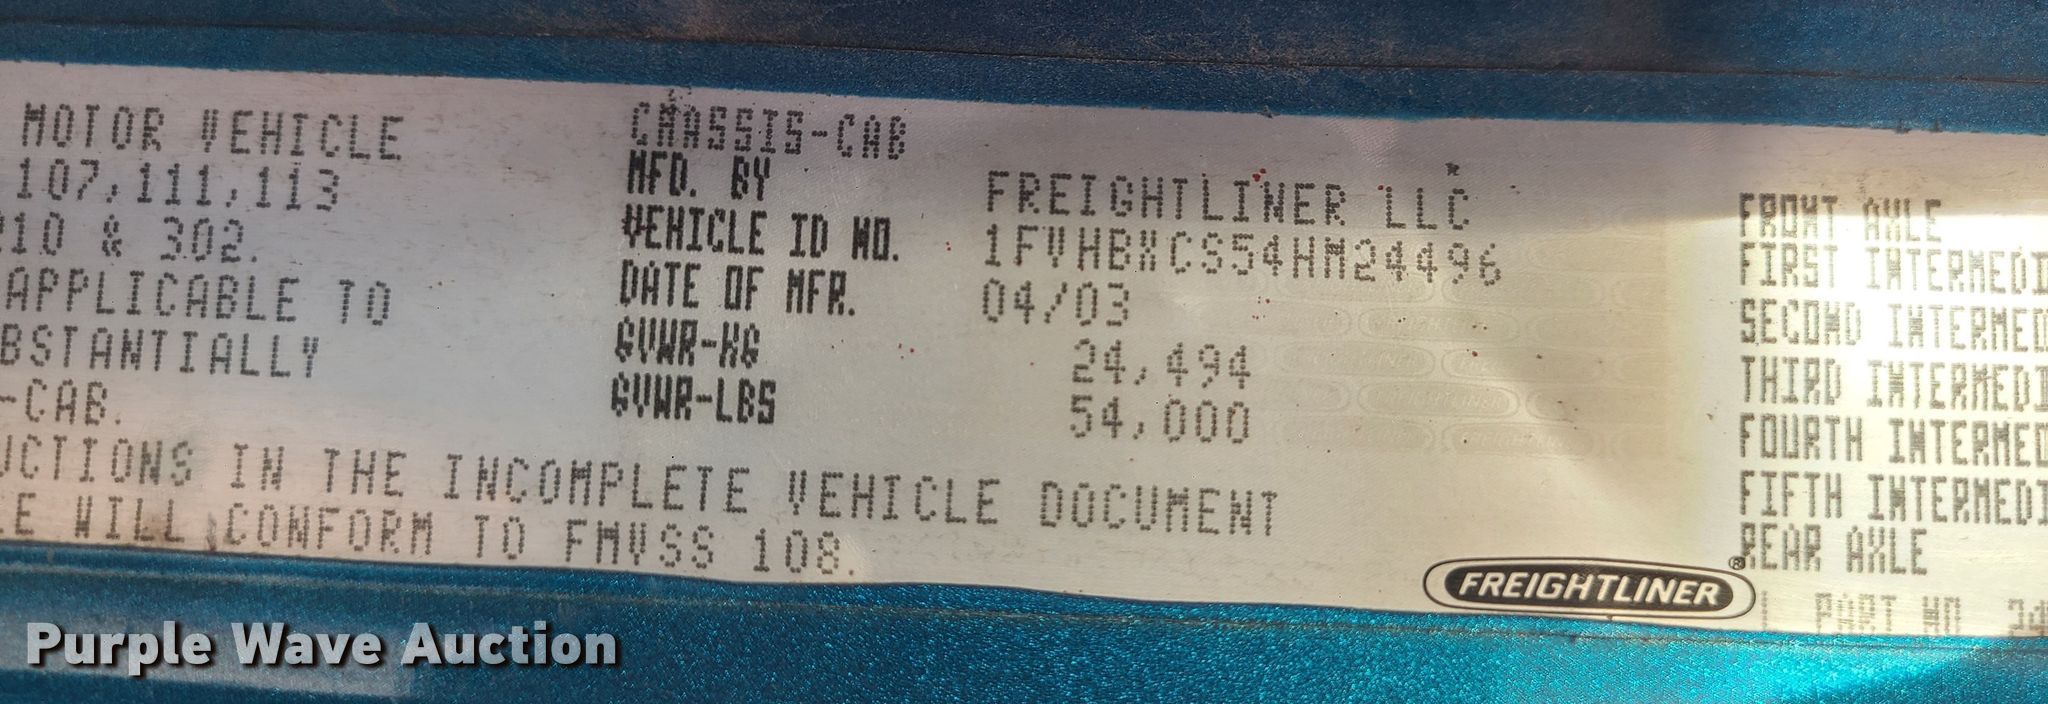 MOTOR VEHICLE
107,111,113
210 & 302.
APPLICABLE TO
BSTANTIALLY
-CAB.
UCTIONS IN THE INCOMPLETE VEHICLE DOCUMENT
LE WILL CONFORM TO FMVSS 108.
CHASSIS-CAB
MFD. BY FREIGHTLINER LLC
VEHICLE ID NO. 1FVHBXCS54HM24496
DATE OF MFR. 04/03
GVWR-KG 24,494
GVWR-LBS 54,000
FRONT AXLE
FIRST INTERMEDI
SECOND INTERMED
THIRD INTERMEDI
FOURTH INTERMED
FIFTH INTERMEDI
REAR AXLE
FREIGHTLINER®
PART NO 24
Purple Wave Auction